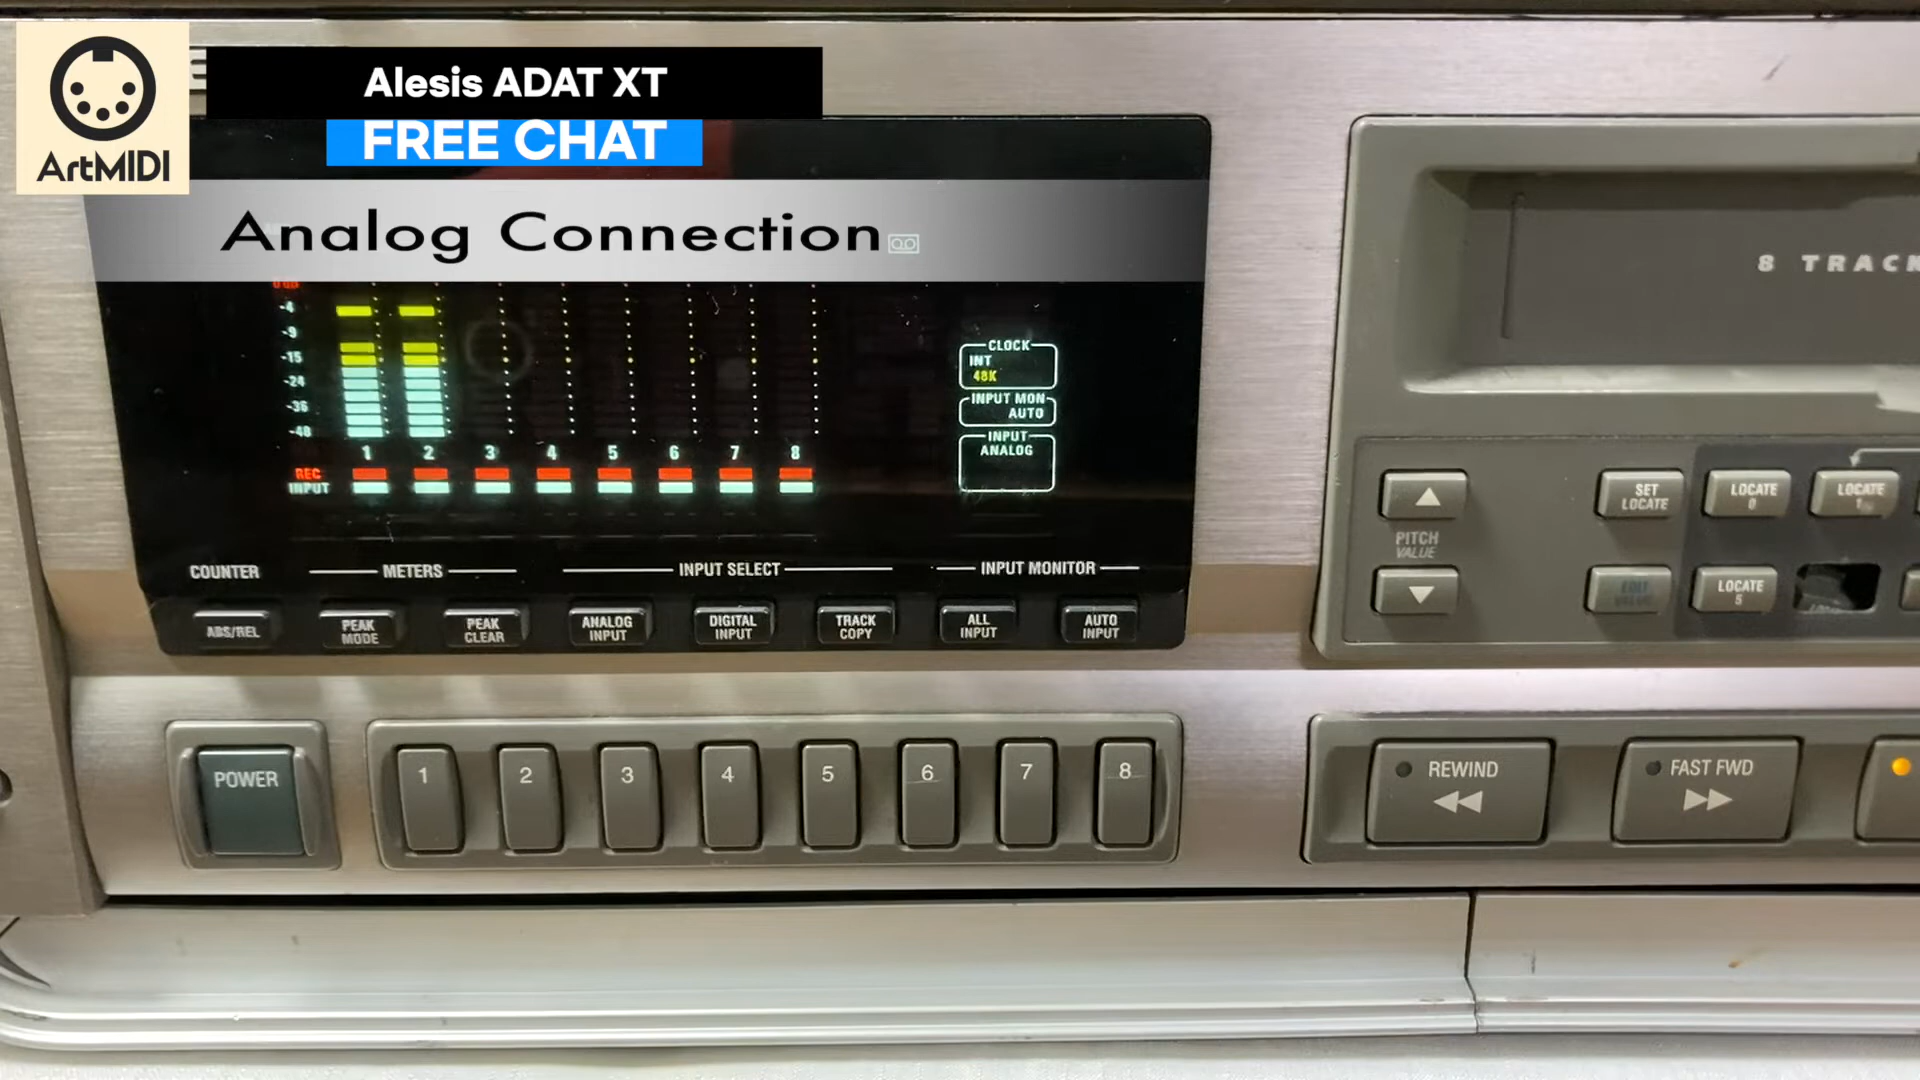 Alesis ADAT XT
FREE CHAT
ArtMIDI
Analog Connection
8 TRACK
0dB
-4
-9
-15
-24
-36
-48
1 2 3 4 5 6 7 8
REC
INPUT
CLOCK
INT
48K
INPUT MON
AUTO
INPUT
ANALOG
COUNTER
METERS
INPUT SELECT
INPUT MONITOR
ABS/REL
PEAK MODE
PEAK CLEAR
ANALOG INPUT
DIGITAL INPUT
TRACK COPY
ALL INPUT
AUTO INPUT
PITCH
VALUE
SET LOCATE
LOCATE 0
LOCATE 1
EDIT VALUE
LOCATE 5
POWER
1 2 3 4 5 6 7 8
REWIND
FAST FWD